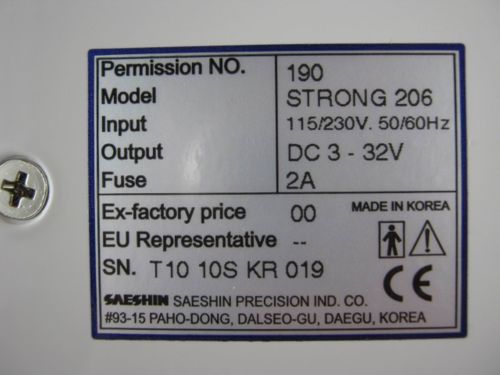 Permission NO. 190
Model STRONG 206
Input 115/230V. 50/60Hz
Output DC 3 - 32V
Fuse 2A
Ex-factory price 00 MADE IN KOREA
EU Representative --
SN. T10 10S KR 019
CE
SAESHIN SAESHIN PRECISION IND. CO.
#93-15 PAHO-DONG, DALSEO-GU, DAEGU, KOREA